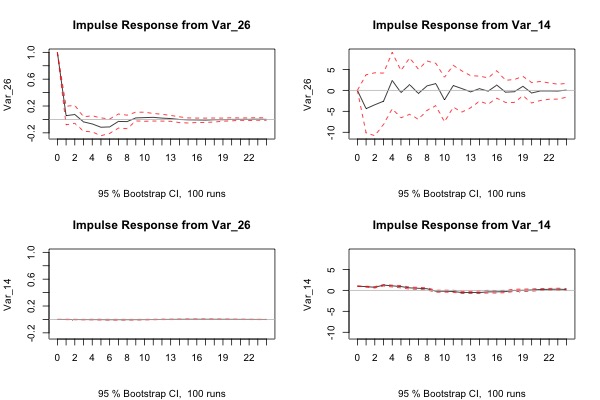 Impulse Response from Var_26
Var_26
1.0
0.6
0.2
-0.2
0 2 4 6 8 10 13 16 19 22
95 % Bootstrap CI, 100 runs
Impulse Response from Var_14
Var_26
5
0
-5
-10
0 2 4 6 8 10 13 16 19 22
95 % Bootstrap CI, 100 runs
Impulse Response from Var_26
Var_14
1.0
0.6
0.2
-0.2
0 2 4 6 8 10 13 16 19 22
95 % Bootstrap CI, 100 runs
Impulse Response from Var_14
Var_14
5
0
-5
-10
0 2 4 6 8 10 13 16 19 22
95 % Bootstrap CI, 100 runs